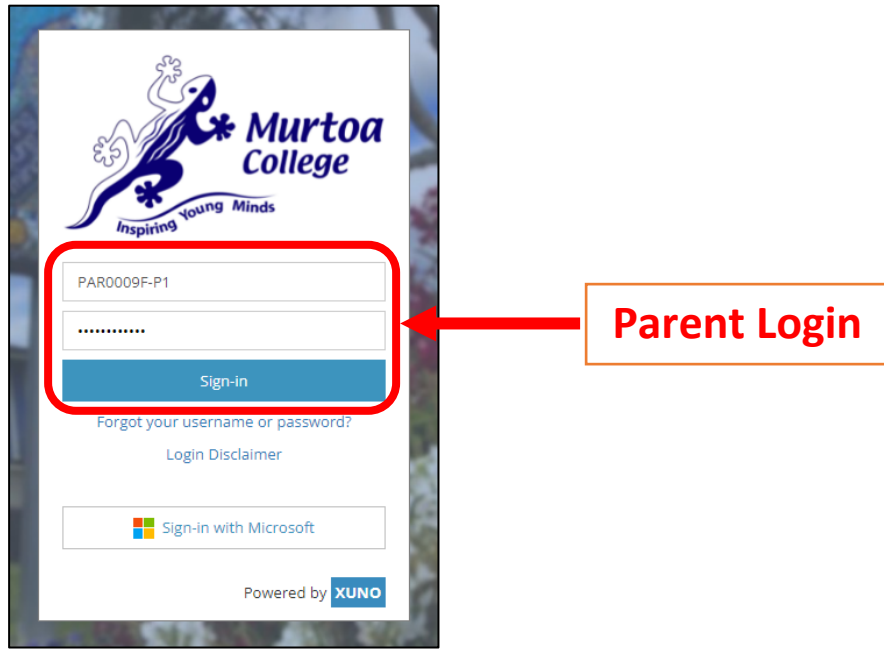 Murtoa
College
Inspiring Young Minds
PAR0009F-P1
••••••••••••
Sign-in
Parent Login
Forgot your username or password?
Login Disclaimer
Sign-in with Microsoft
Powered by XUNO